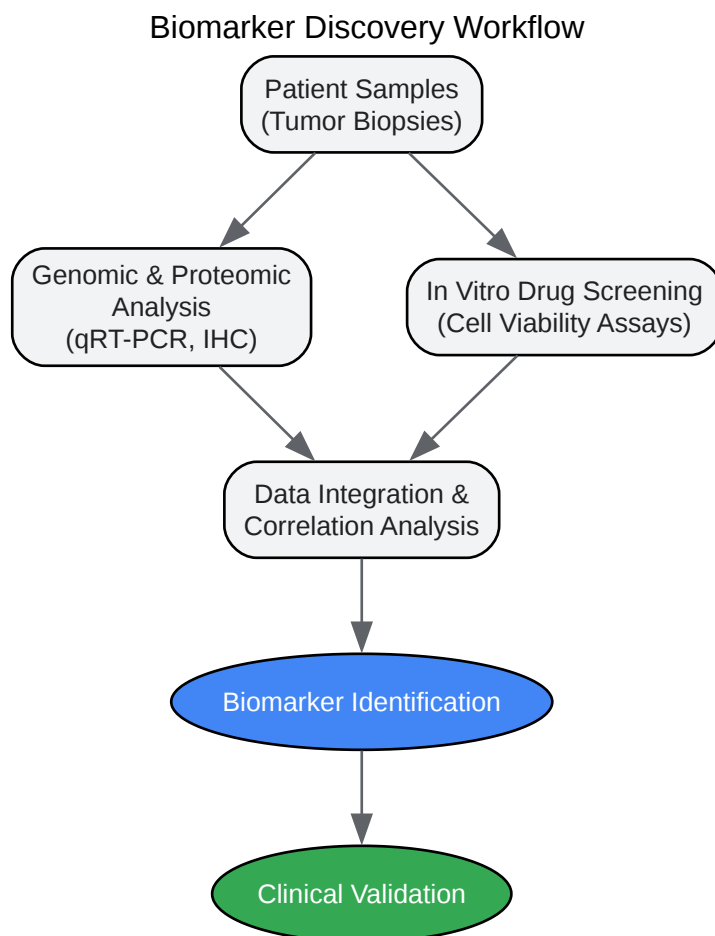 Biomarker Discovery Workflow
Patient Samples
(Tumor Biopsies)
Genomic & Proteomic
Analysis
(qRT-PCR, IHC)
In Vitro Drug Screening
(Cell Viability Assays)
Data Integration &
Correlation Analysis
Biomarker Identification
Clinical Validation